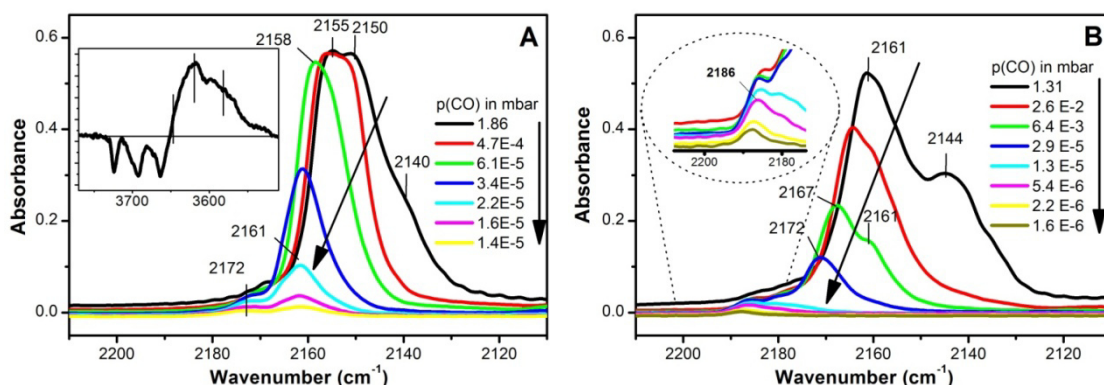 A
2158
2155
2150
2140
2161
2172
3700
3600
p(CO) in mbar
1.86
4.7E-4
6.1E-5
3.4E-5
2.2E-5
1.6E-5
1.4E-5
0.6
0.4
0.2
0.0
Absorbance
2200
2180
2160
2140
2120
Wavenumber (cm⁻¹)
B
2161
2144
2167
2161
2172
2186
2200
2180
p(CO) in mbar
1.31
2.6 E-2
6.4 E-3
2.9 E-5
1.3 E-5
5.4 E-6
2.2 E-6
1.6 E-6
0.6
0.4
0.2
0.0
Absorbance
2200
2180
2160
2140
2120
Wavenumber (cm⁻¹)